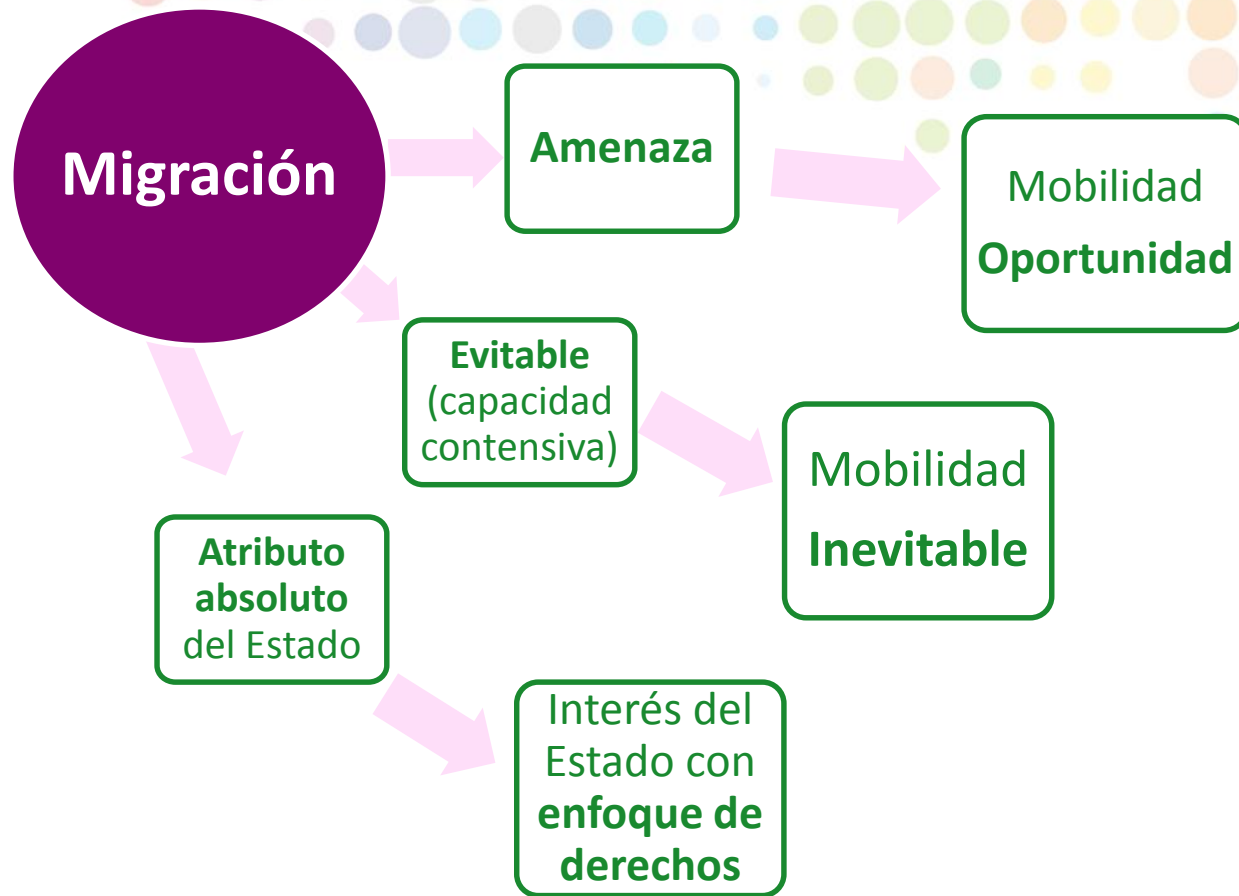 Migración
Amenaza
Mobilidad
Oportunidad
Evitable
(capacidad
contensiva)
Mobilidad
Inevitable
Atributo
absoluto
del Estado
Interés del
Estado con
enfoque de
derechos